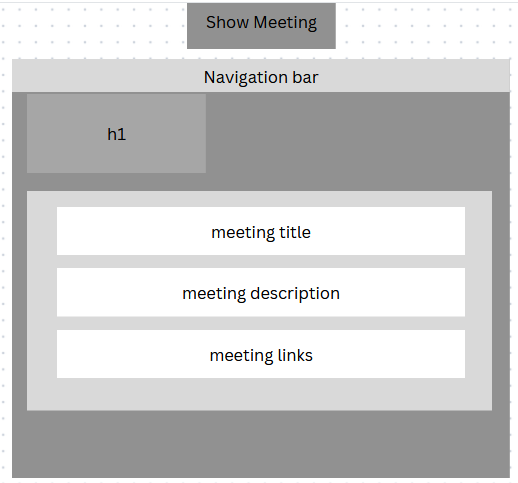 Show Meeting
Navigation bar
h1
meeting title
meeting description
meeting links